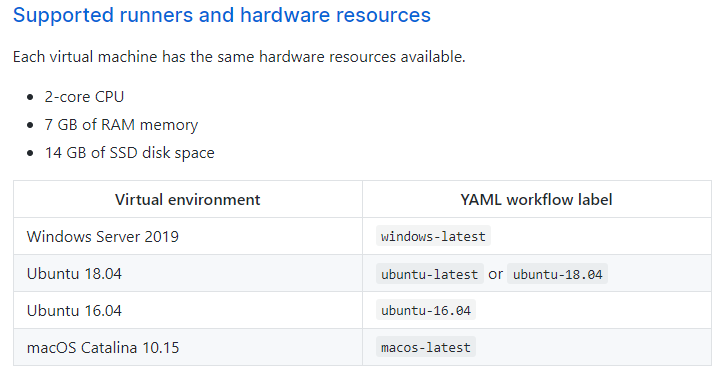 Supported runners and hardware resources
Each virtual machine has the same hardware resources available.
• 2-core CPU
• 7 GB of RAM memory
• 14 GB of SSD disk space
Virtual environment YAML workflow label
Windows Server 2019 windows-latest
Ubuntu 18.04 ubuntu-latest or ubuntu-18.04
Ubuntu 16.04 ubuntu-16.04
macOS Catalina 10.15 macos-latest